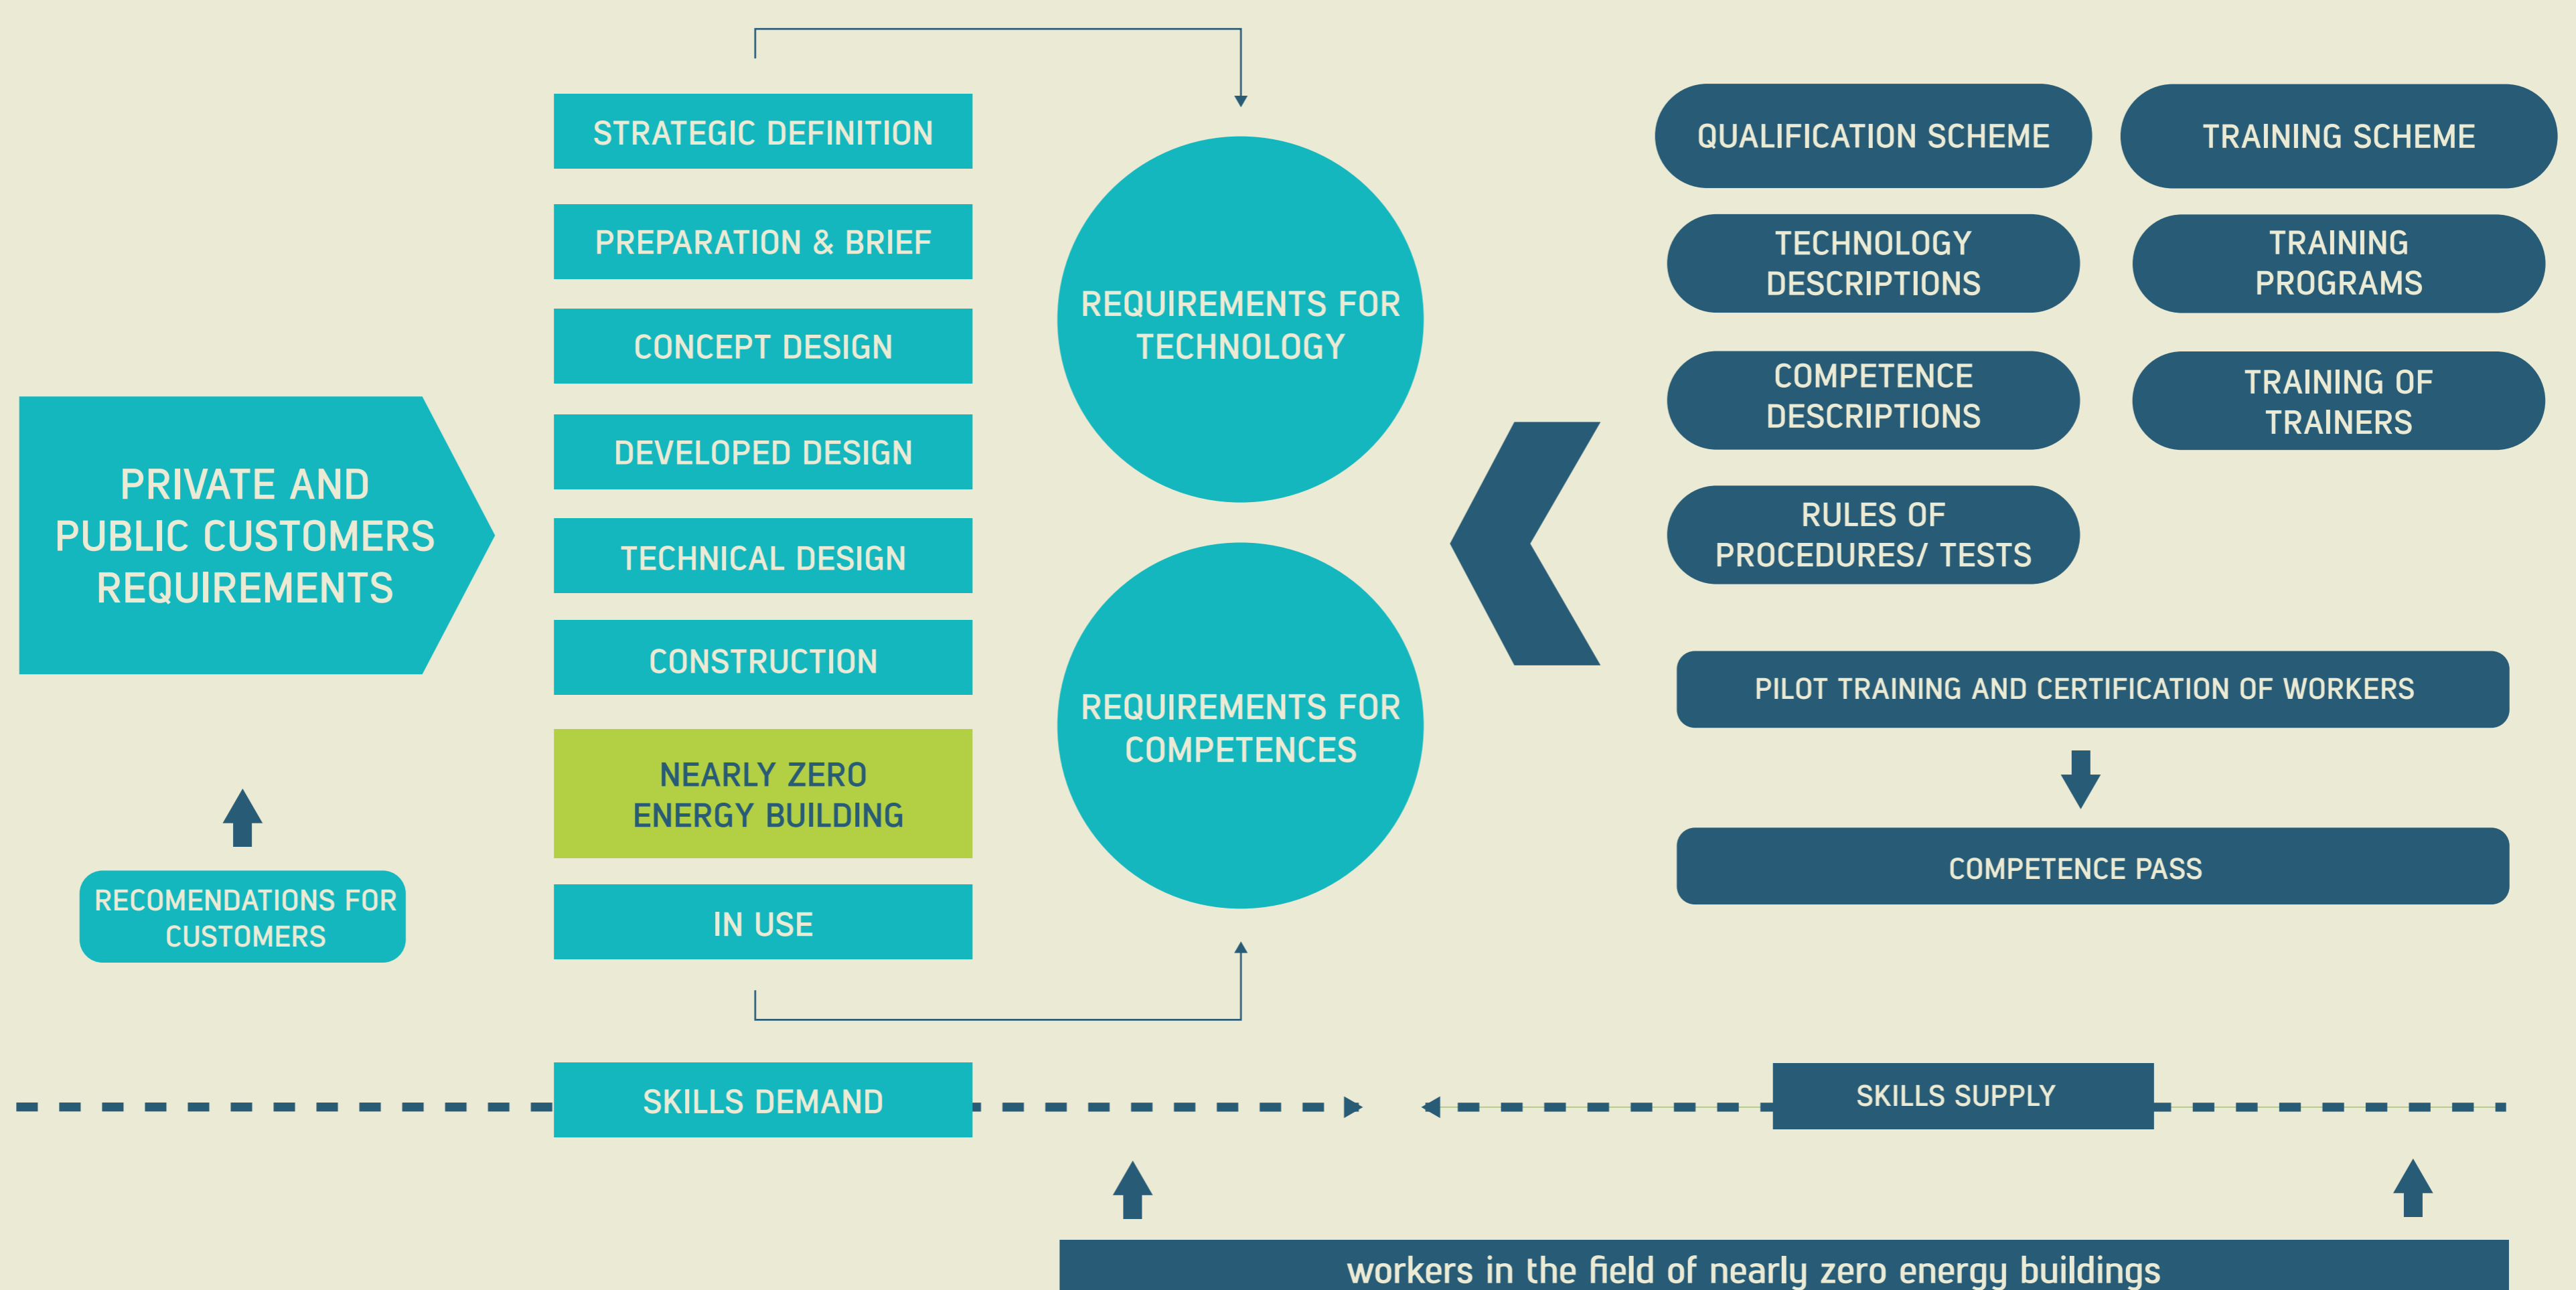 PRIVATE AND
PUBLIC CUSTOMERS
REQUIREMENTS
RECOMENDATIONS FOR
CUSTOMERS
STRATEGIC DEFINITION
PREPARATION & BRIEF
CONCEPT DESIGN
DEVELOPED DESIGN
TECHNICAL DESIGN
CONSTRUCTION
NEARLY ZERO
ENERGY BUILDING
IN USE
REQUIREMENTS FOR
TECHNOLOGY
REQUIREMENTS FOR
COMPETENCES
QUALIFICATION SCHEME
TECHNOLOGY
DESCRIPTIONS
COMPETENCE
DESCRIPTIONS
RULES OF
PROCEDURES/ TESTS
TRAINING SCHEME
TRAINING
PROGRAMS
TRAINING OF
TRAINERS
PILOT TRAINING AND CERTIFICATION OF WORKERS
COMPETENCE PASS
SKILLS DEMAND
SKILLS SUPPLY
workers in the field of nearly zero energy buildings